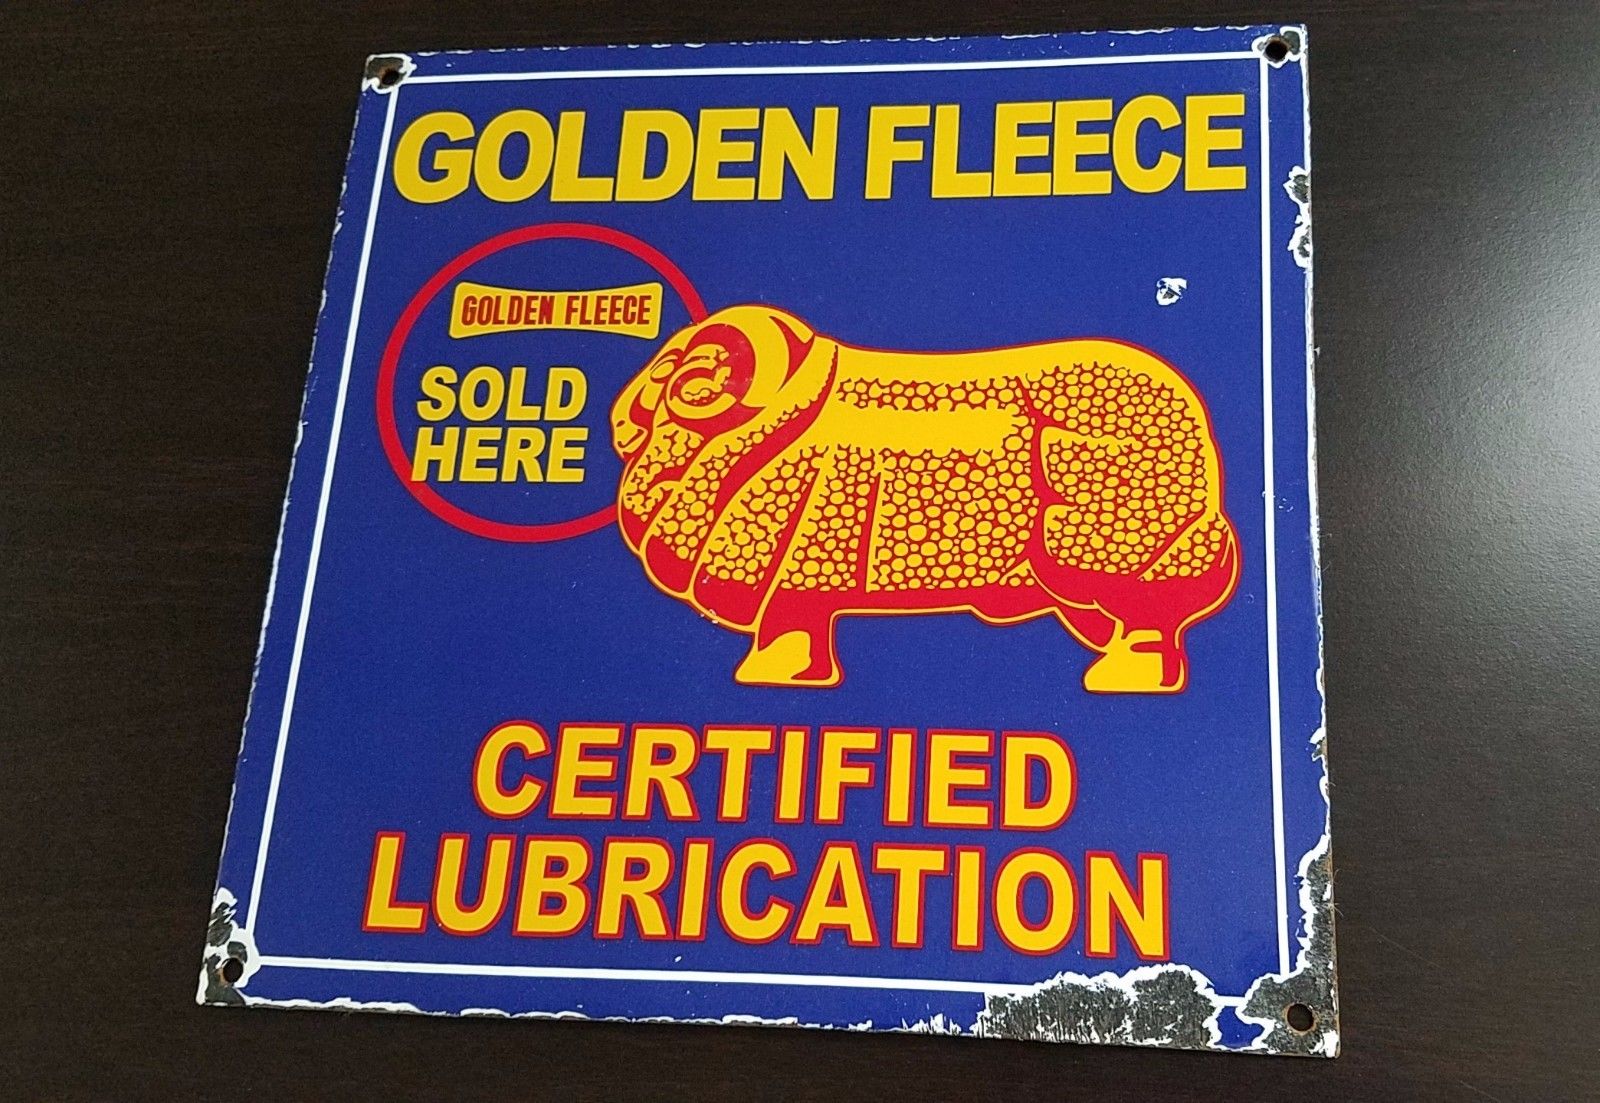 GOLDEN FLEECE
GOLDEN FLEECE
SOLD
HERE
CERTIFIED
LUBRICATION